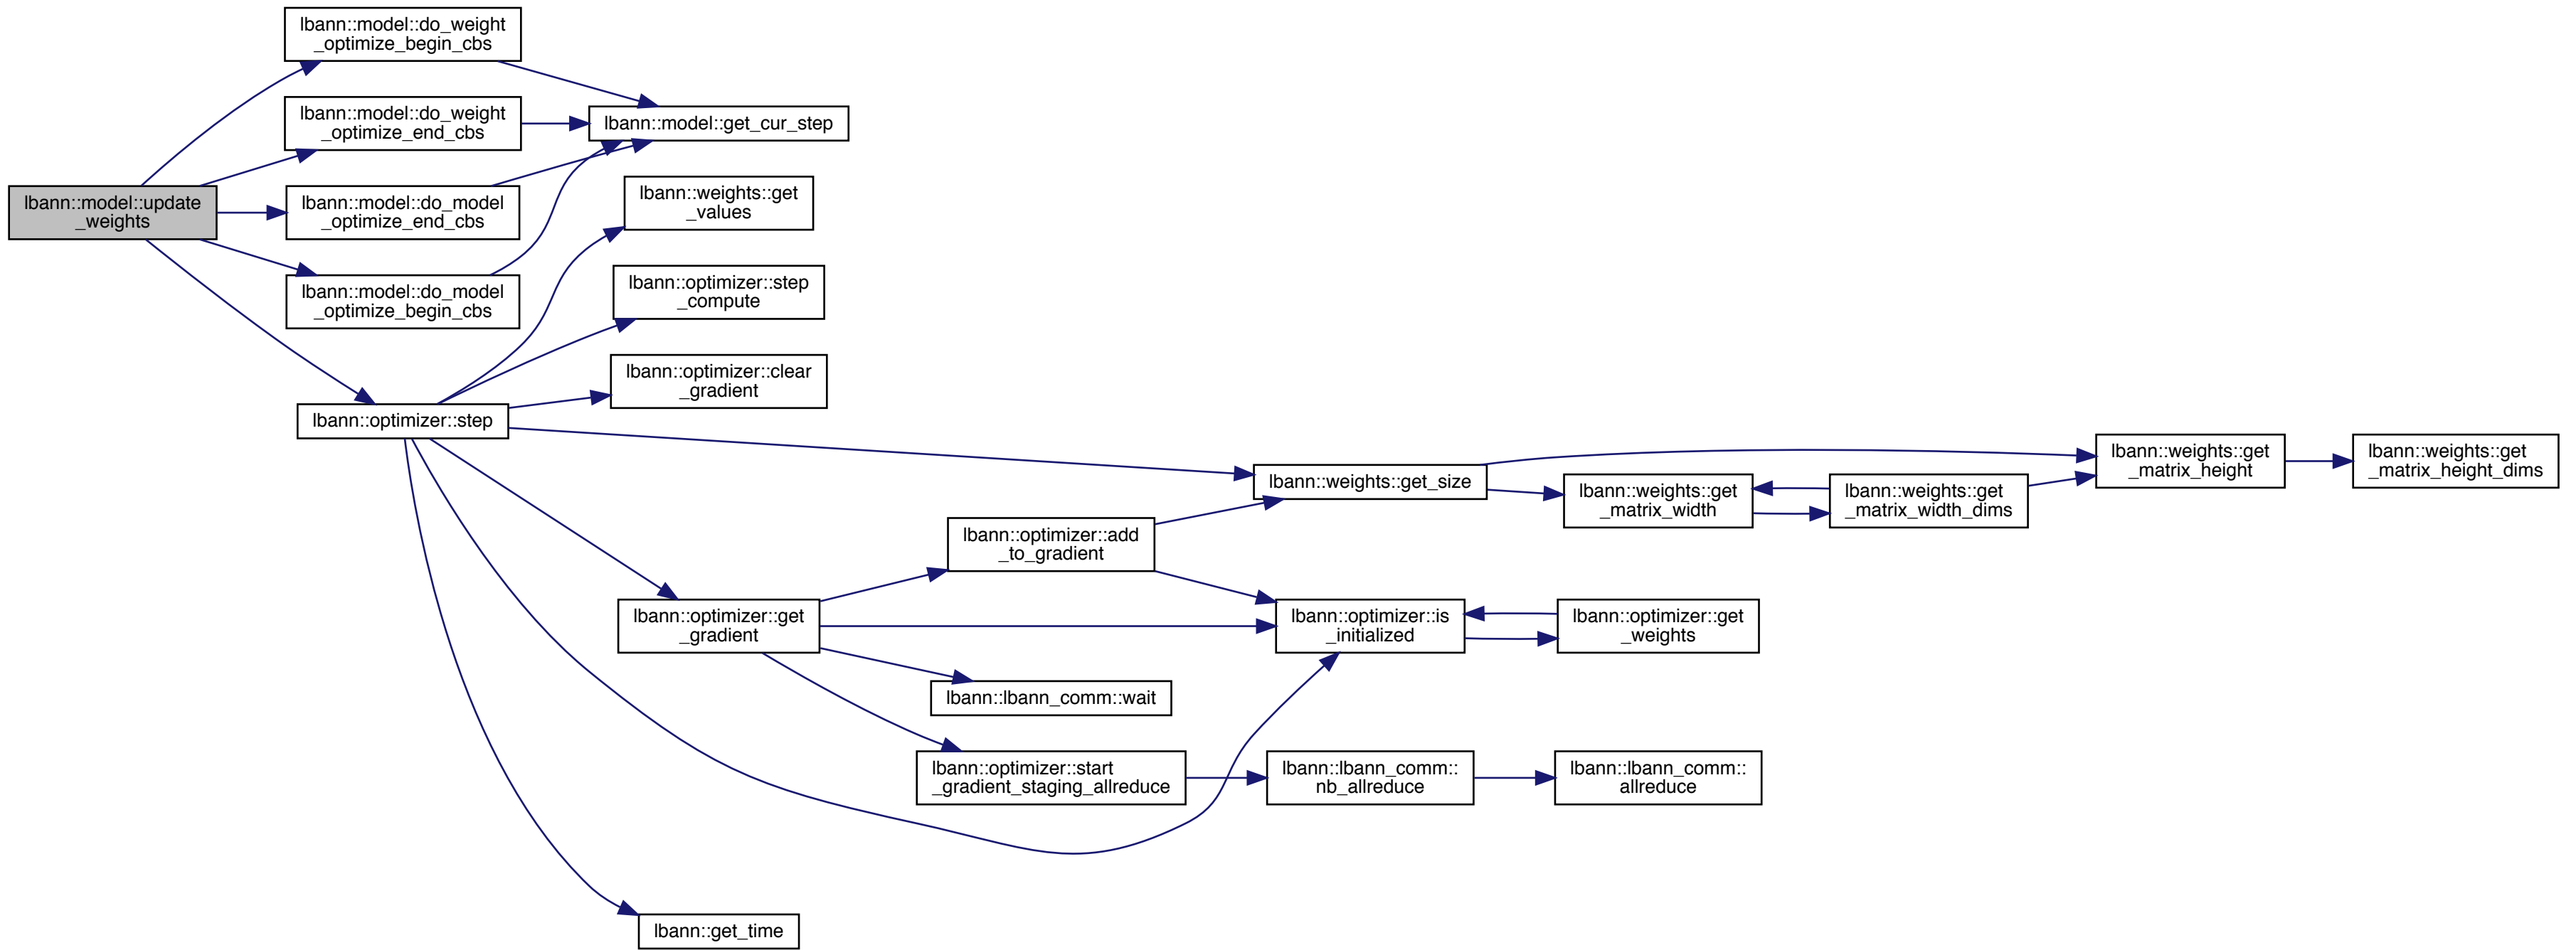 lbann::model::update
_weights
lbann::model::do_weight
_optimize_begin_cbs
lbann::model::do_weight
_optimize_end_cbs
lbann::model::do_model
_optimize_end_cbs
lbann::model::do_model
_optimize_begin_cbs
lbann::optimizer::step
lbann::model::get_cur_step
lbann::weights::get
_values
lbann::optimizer::step
_compute
lbann::optimizer::clear
_gradient
lbann::optimizer::get
_gradient
lbann::get_time
lbann::optimizer::add
_to_gradient
lbann::lbann_comm::wait
lbann::optimizer::start
_gradient_staging_allreduce
lbann::weights::get_size
lbann::optimizer::is
_initialized
lbann::lbann_comm::
nb_allreduce
lbann::weights::get
_matrix_width
lbann::optimizer::get
_weights
lbann::lbann_comm::
allreduce
lbann::weights::get
_matrix_width_dims
lbann::weights::get
_matrix_height
lbann::weights::get
_matrix_height_dims